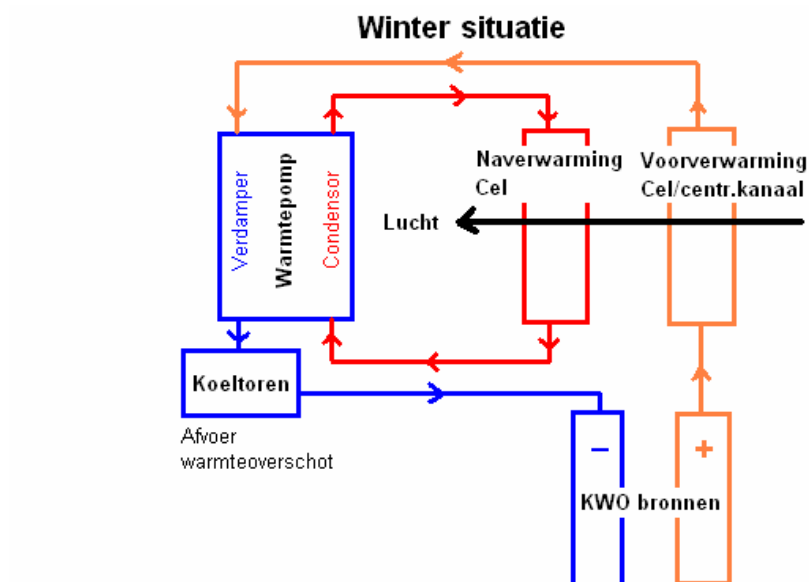 Winter situatie
Verdamper
Warmtepomp
Condensor
Naverwarming
Cel
Voorverwarming
Cel/centr.kanaal
Lucht
Koeltoren
Afvoer
warmteoverschot
−
+
KWO bronnen